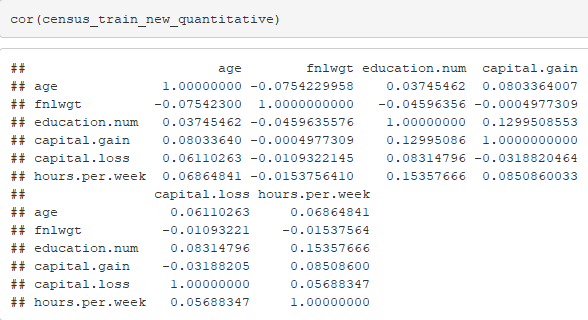 cor(census_train_new_quantitative)
## age fnlwgt education.num capital.gain
## age 1.00000000 -0.0754229958 0.03745462 0.0803364007
## fnlwgt -0.07542300 1.0000000000 -0.04596356 -0.0004977309
## education.num 0.03745462 -0.0459635576 1.00000000 0.1299508553
## capital.gain 0.08033640 -0.0004977309 0.12995086 1.0000000000
## capital.loss 0.06110263 -0.0109322145 0.08314796 -0.0318820464
## hours.per.week 0.06864841 -0.0153756410 0.15357666 0.0850860033
## capital.loss hours.per.week
## age 0.06110263 0.06864841
## fnlwgt -0.01093221 -0.01537564
## education.num 0.08314796 0.15357666
## capital.gain -0.03188205 0.08508600
## capital.loss 1.00000000 0.05688347
## hours.per.week 0.05688347 1.00000000